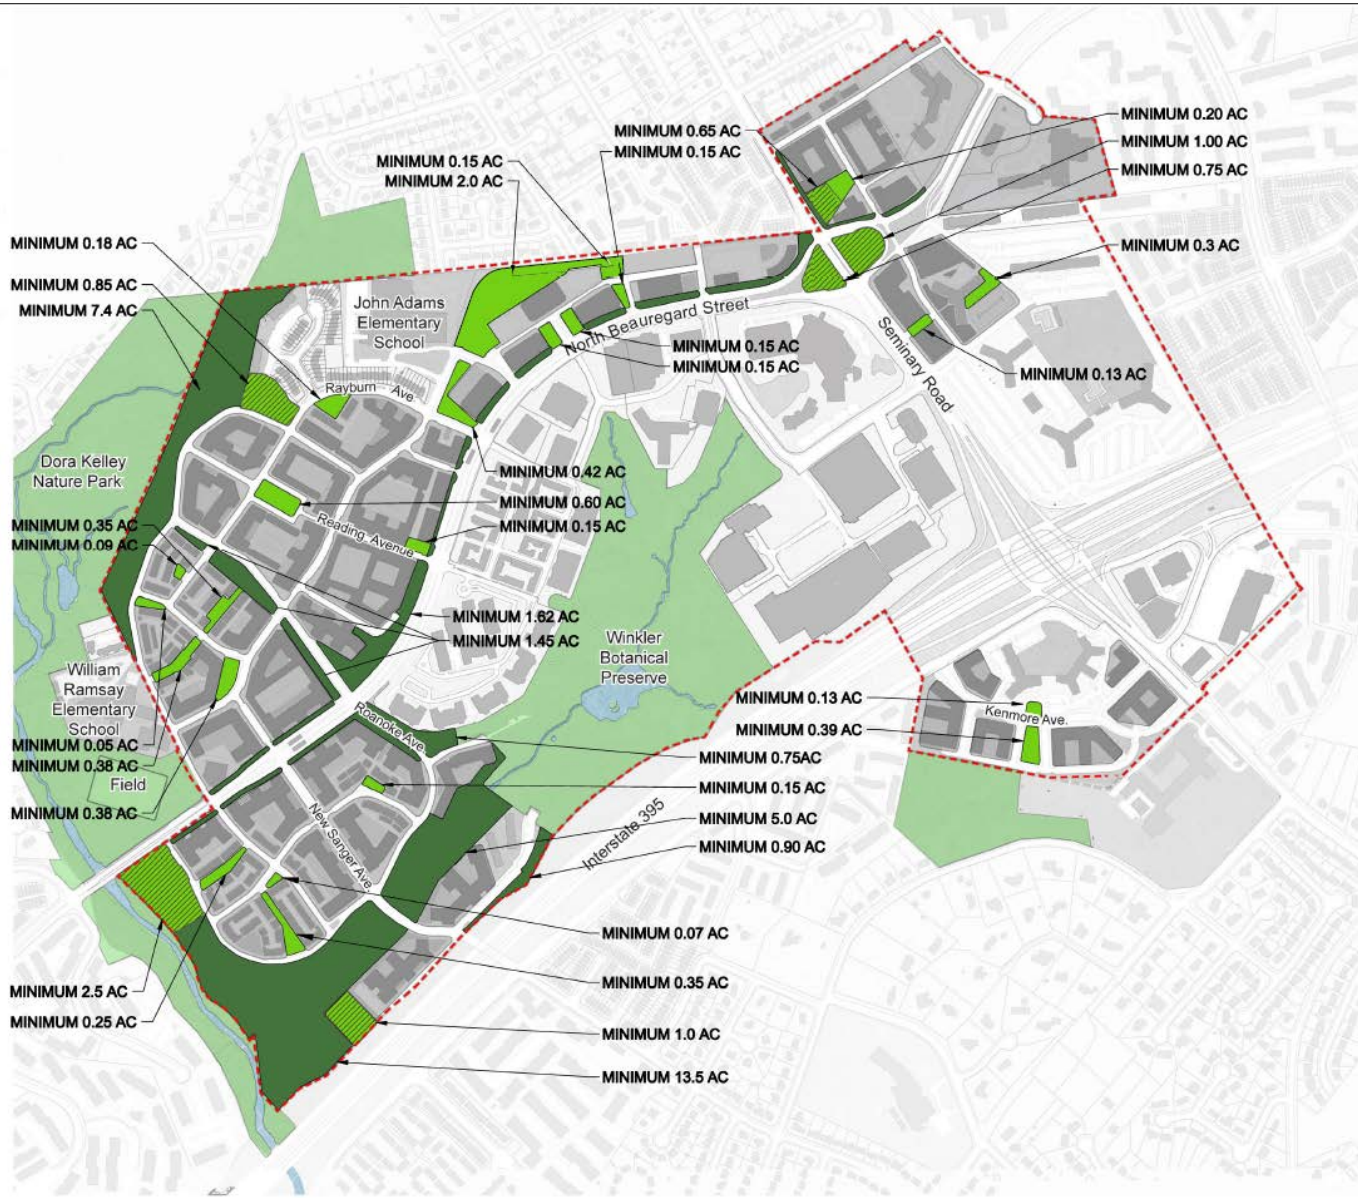 MINIMUM 0.20 AC
MINIMUM 0.65 AC
MINIMUM 1.00 AC
MINIMUM 0.15 AC
MINIMUM 0.15 AC
MINIMUM 0.75 AC
MINIMUM 2.0 AC
MINIMUM 0.18 AC
MINIMUM 0.3 AC
MINIMUM 0.85 AC
MINIMUM 7.4 AC
John Adams
Elementary
School
North Beauregard Street
Seminary Road
MINIMUM 0.15 AC
MINIMUM 0.15 AC
MINIMUM 0.13 AC
Rayburn Ave.
Dora Kelley
Nature Park
MINIMUM 0.42 AC
MINIMUM 0.60 AC
MINIMUM 0.15 AC
Reading Avenue
MINIMUM 0.35 AC
MINIMUM 0.09 AC
MINIMUM 1.62 AC
MINIMUM 1.45 AC
Winkler
Botanical
Preserve
William
Ramsay
Elementary
School
MINIMUM 0.13 AC
Kenmore Ave.
MINIMUM 0.39 AC
Roanoke Ave.
MINIMUM 0.05 AC
MINIMUM 0.38 AC
Field
MINIMUM 0.38 AC
MINIMUM 0.75AC
MINIMUM 0.15 AC
MINIMUM 5.0 AC
MINIMUM 0.90 AC
New Sanger Ave.
Interstate 395
MINIMUM 0.07 AC
MINIMUM 0.35 AC
MINIMUM 2.5 AC
MINIMUM 0.25 AC
MINIMUM 1.0 AC
MINIMUM 13.5 AC